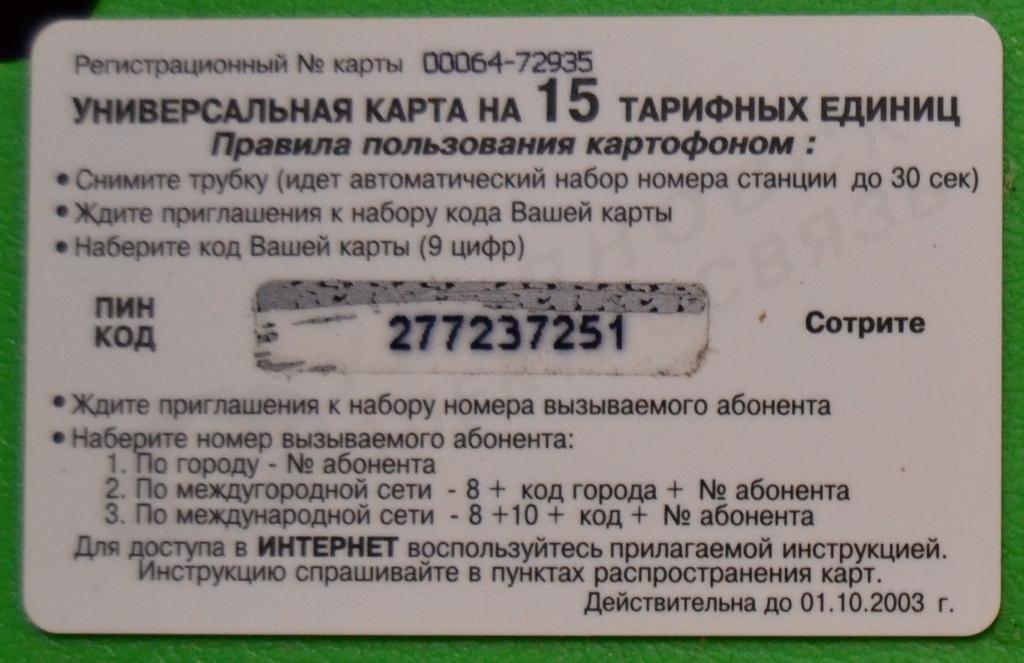 Регистрационный № карты 00064-72935
УНИВЕРСАЛЬНАЯ КАРТА НА 15 ТАРИФНЫХ ЕДИНИЦ
Правила пользования картофоном :
• Снимите трубку (идет автоматический набор номера станции до 30 сек)
• Ждите приглашения к набору кода Вашей карты
• Наберите код Вашей карты (9 цифр)
ПИН
КОД
277237251
Сотрите
• Ждите приглашения к набору номера вызываемого абонента
• Наберите номер вызываемого абонента:
1. По городу - № абонента
2. По междугородной сети - 8 + код города + № абонента
3. По международной сети - 8 +10 + код + № абонента
Для доступа в ИНТЕРНЕТ воспользуйтесь прилагаемой инструкцией.
Инструкцию спрашивайте в пунктах распространения карт.
Действительна до 01.10.2003 г.